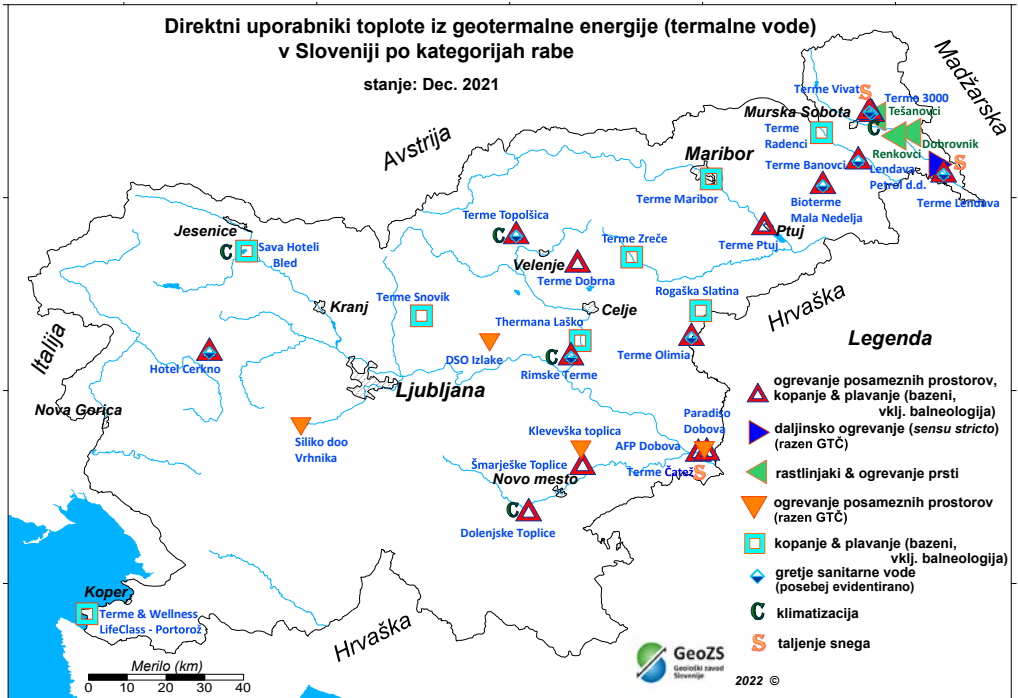 Direktni uporabniki toplote iz geotermalne energije (termalne vode)
v Sloveniji po kategorijah rabe
stanje: Dec. 2021
Avstrija
Madžarska
Terme Vivat
S
Terme 3000
Murska Sobota
Tešanovci
C
Terme
Radenci
Dobrovnik
Renkovci
Maribor
Terme Banovci
Lendava
Petrol d.d.
S
Terme Maribor
Bioterme
Mala Nedelja
Terme Lendava
Terme Topolšica
C
Jesenice
C
Sava Hoteli
Bled
Terme Zreče
Ptuj
Terme Ptuj
Velenje
Terme Dobrna
Rogaška Slatina
Hrvaška
Kranj
Terme Snovik
Celje
Thermana Laško
Italija
Legenda
DSO Izlake
C
Terme Olimia
Hotel Cerkno
Rimske Terme
Ljubljana
Nova Gorica
Siliko doo
Vrhnika
Klevevška toplica
Paradiso
Dobova
AFP Dobova
Šmarješke Toplice
Terme Čatež
S
Novo mesto
C
Dolenjske Toplice
Koper
Terme & Wellness
LifeClass - Portorož
Hrvaška
ogrevanje posameznih prostorov,
kopanje & plavanje (bazeni,
vklj. balneologija)
daljinsko ogrevanje (sensu stricto)
(razen GTČ)
rastlinjaki & ogrevanje prsti
ogrevanje posameznih prostorov
(razen GTČ)
kopanje & plavanje (bazeni,
vklj. balneologija)
gretje sanitarne vode
(posebej evidentirano)
C klimatizacija
S taljenje snega
Merilo (km)
0 10 20 30 40
GeoZS
Geološki zavod
Slovenije
2022 ©